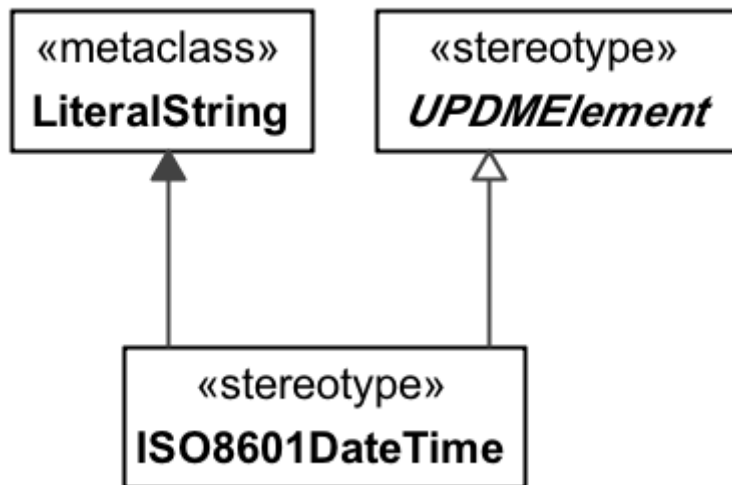 «metaclass»
LiteralString
«stereotype»
UPDMElement
«stereotype»
ISO8601DateTime